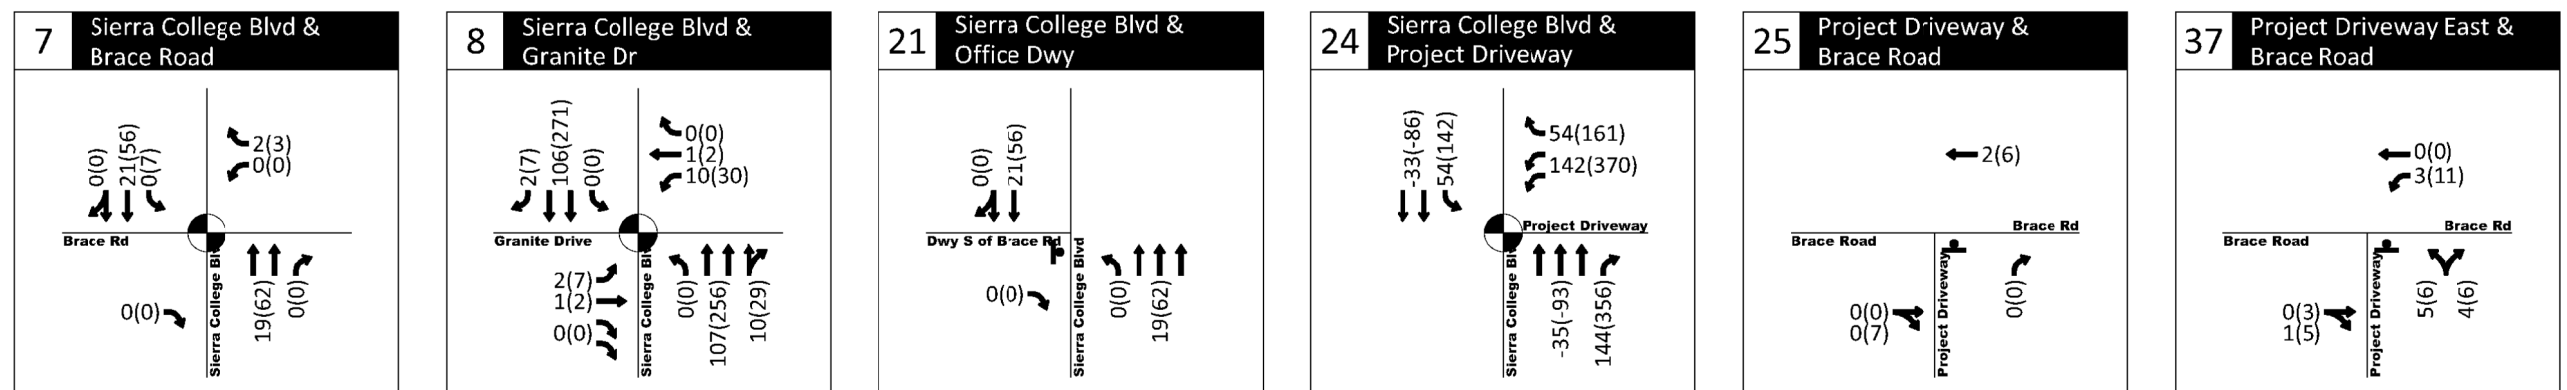 7
Sierra College Blvd &
Brace Road
0(0)
21(56)
0(7)
2(3)
0(0)
Brace Rd
Sierra College Blv
0(0)
19(62)
0(0)
8
Sierra College Blvd &
Granite Dr
2(7)
106(271)
0(0)
0(0)
1(2)
10(30)
Granite Drive
Sierra College Blv
2(7)
1(2)
0(0)
0(0)
107(256)
10(29)
21
Sierra College Blvd &
Office Dwy
0(0)
21(56)
Dwy S of Brace Rd
Sierra College Blvd
0(0)
0(0)
19(62)
24
Sierra College Blvd &
Project Driveway
-33(-86)
54(142)
54(161)
142(370)
Project Driveway
Sierra College Bl
-35(-93)
144(356)
25
Project Driveway &
Brace Road
2(6)
Brace Road
Brace Rd
Project Driveway
0(0)
0(7)
0(0)
37
Project Driveway East &
Brace Road
0(0)
3(11)
Brace Road
Brace Rd
Project Driveway
0(3)
1(5)
5(6)
4(6)